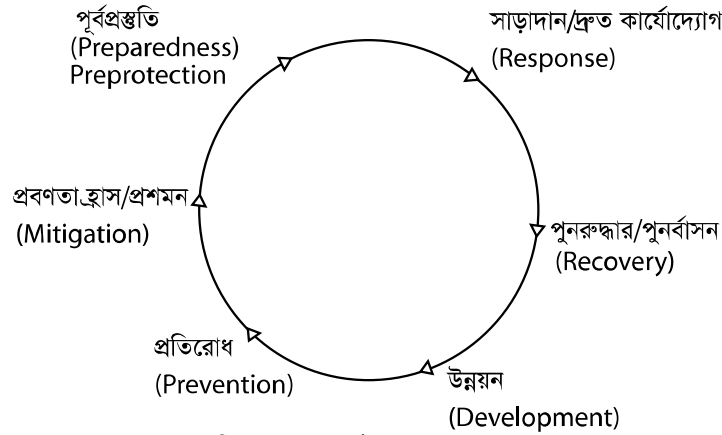 পূর্বপ্রস্তুতি
(Preparedness)
Preprotection
সাড়াদান/দ্রুত কার্যোদ্যোগ
(Response)
প্রবণতা হ্রাস/প্রশমন
(Mitigation)
পুনরুদ্ধার/পুনর্বাসন
(Recovery)
প্রতিরোধ
(Prevention)
উন্নয়ন
(Development)